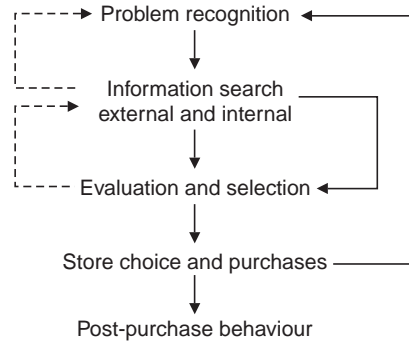 Problem recognition
Information search
external and internal
Evaluation and selection
Store choice and purchases
Post-purchase behaviour